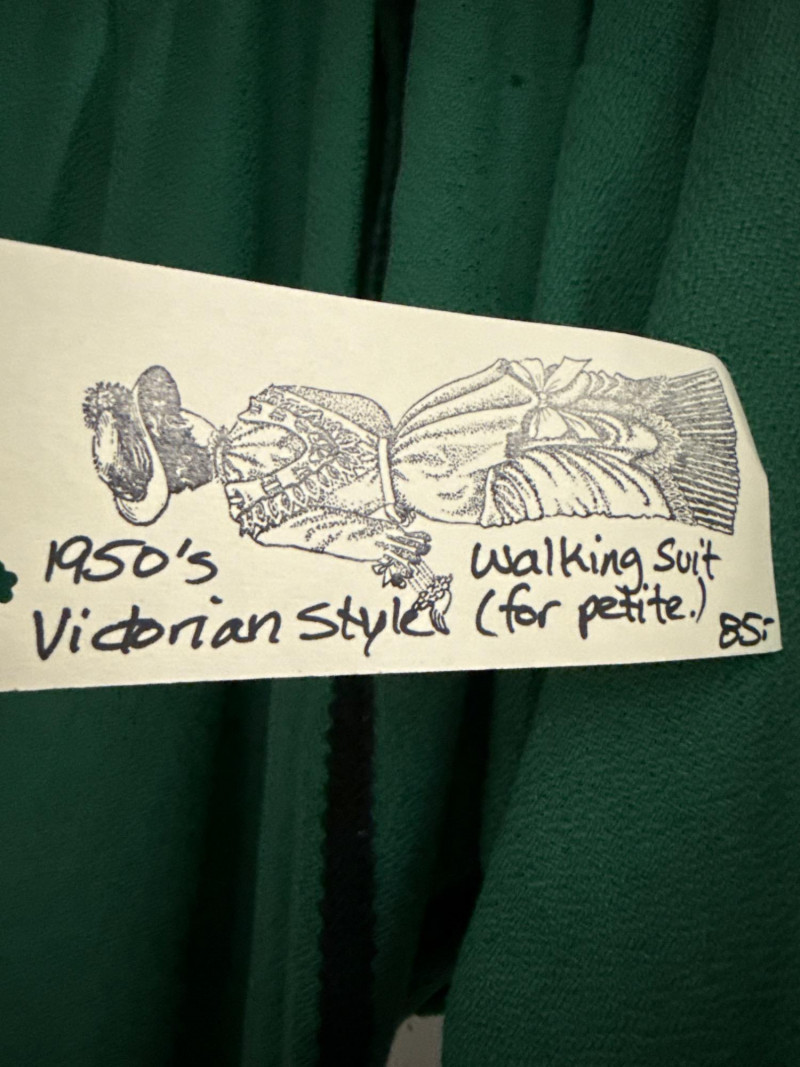 1950's
Victorian Style
Walking Suit
(for petite.)
85.-